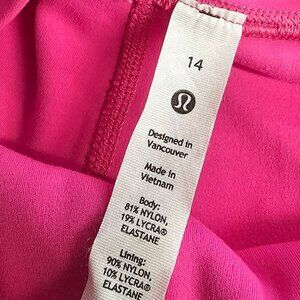 14
Designed in
Vancouver
Made in
Vietnam
Body:
81% NYLON,
19% LYCRA®
ELASTANE
Lining:
90% NYLON,
10% LYCRA®
ELASTANE